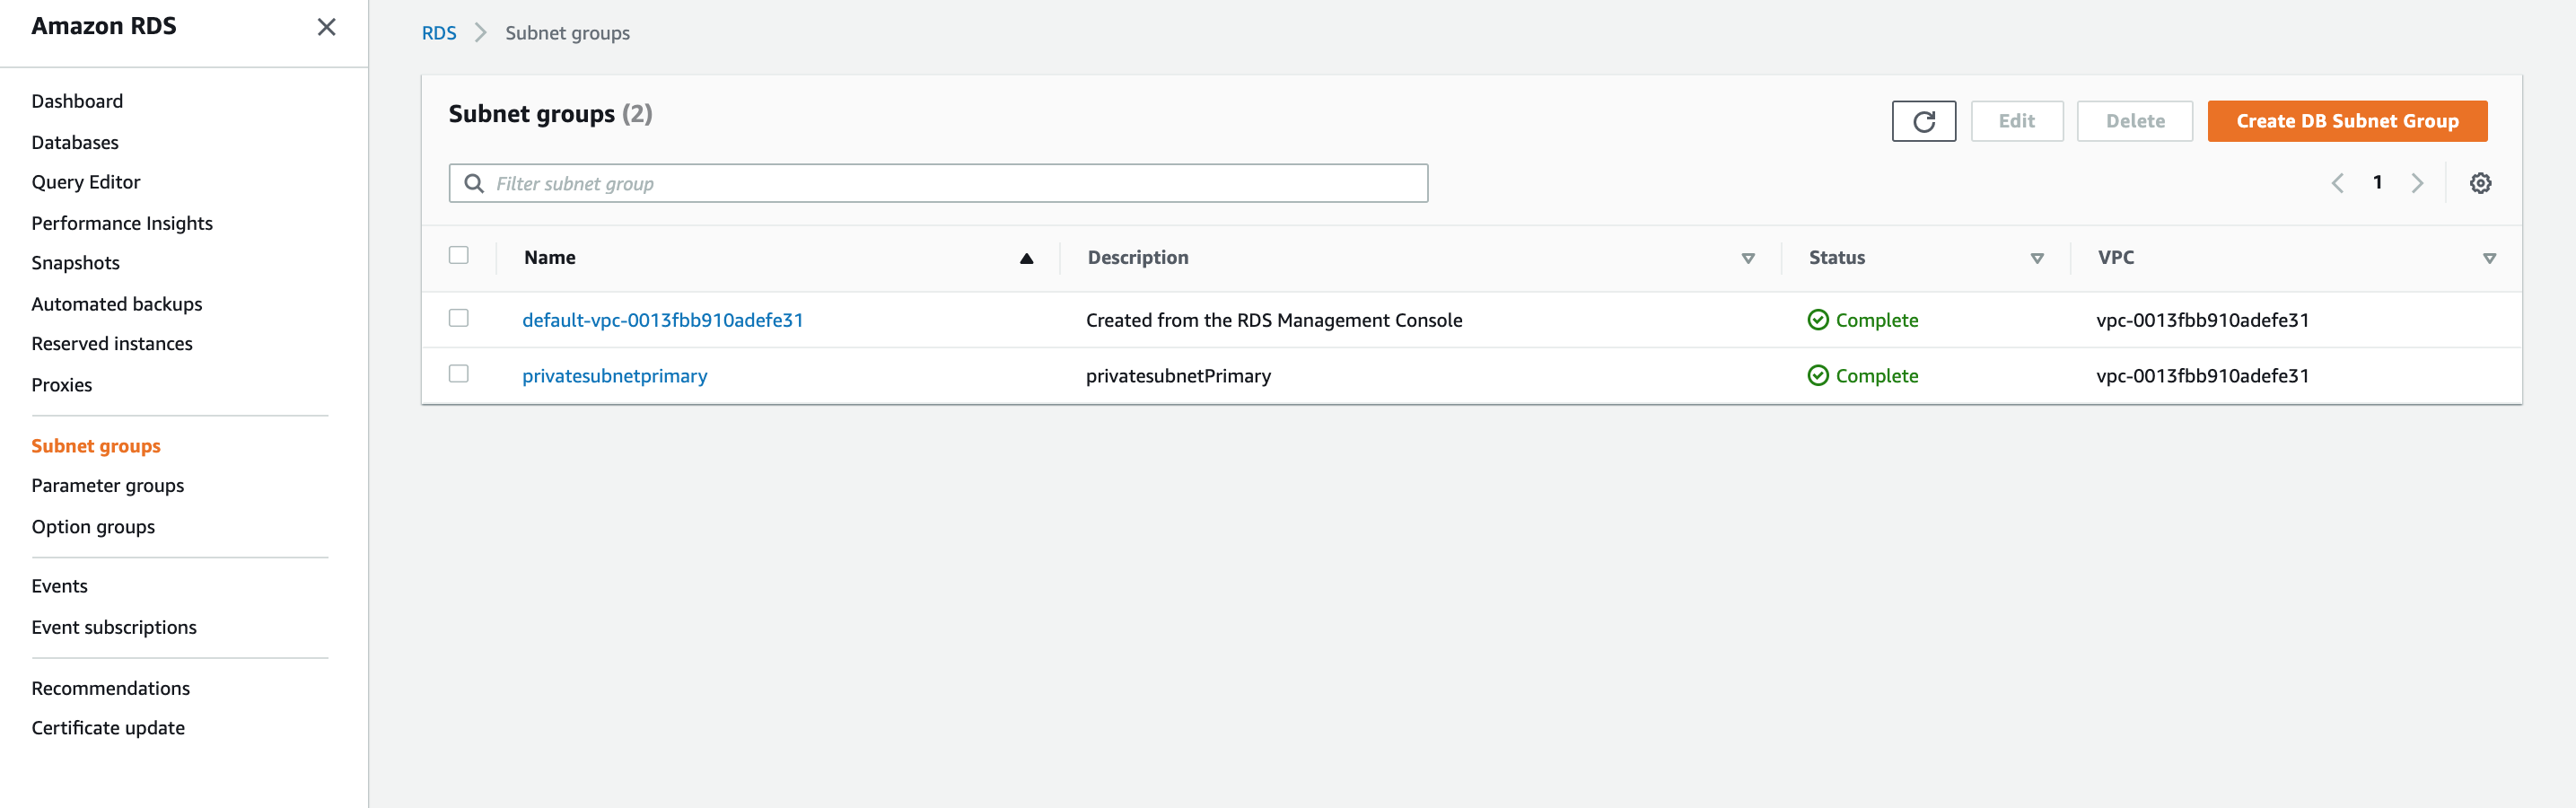 Amazon RDS
Dashboard
Databases
Query Editor
Performance Insights
Snapshots
Automated backups
Reserved instances
Proxies
Subnet groups
Parameter groups
Option groups
Events
Event subscriptions
Recommendations
Certificate update
RDS > Subnet groups
Subnet groups (2)
Edit Delete Create DB Subnet Group
Filter subnet group
1
Name Description Status VPC
default-vpc-0013fbb910adefe31 Created from the RDS Management Console Complete vpc-0013fbb910adefe31
privatesubnetprimary privatesubnetPrimary Complete vpc-0013fbb910adefe31